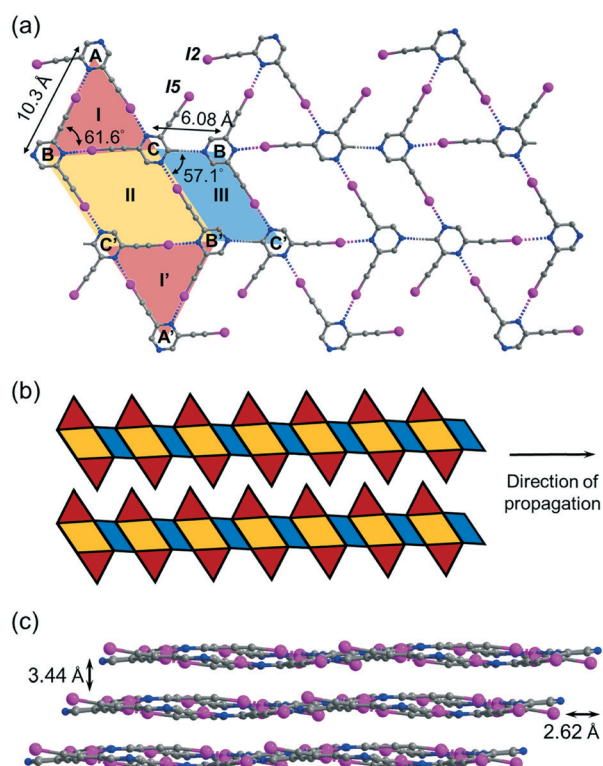 (a)
A
I2
I5
10.3 Å
I
6.08 Å
61.6°
B
C
B
57.1°
II
III
C'
B'
C'
I'
A'
(b)
Direction of
propagation
(c)
3.44 Å
2.62 Å